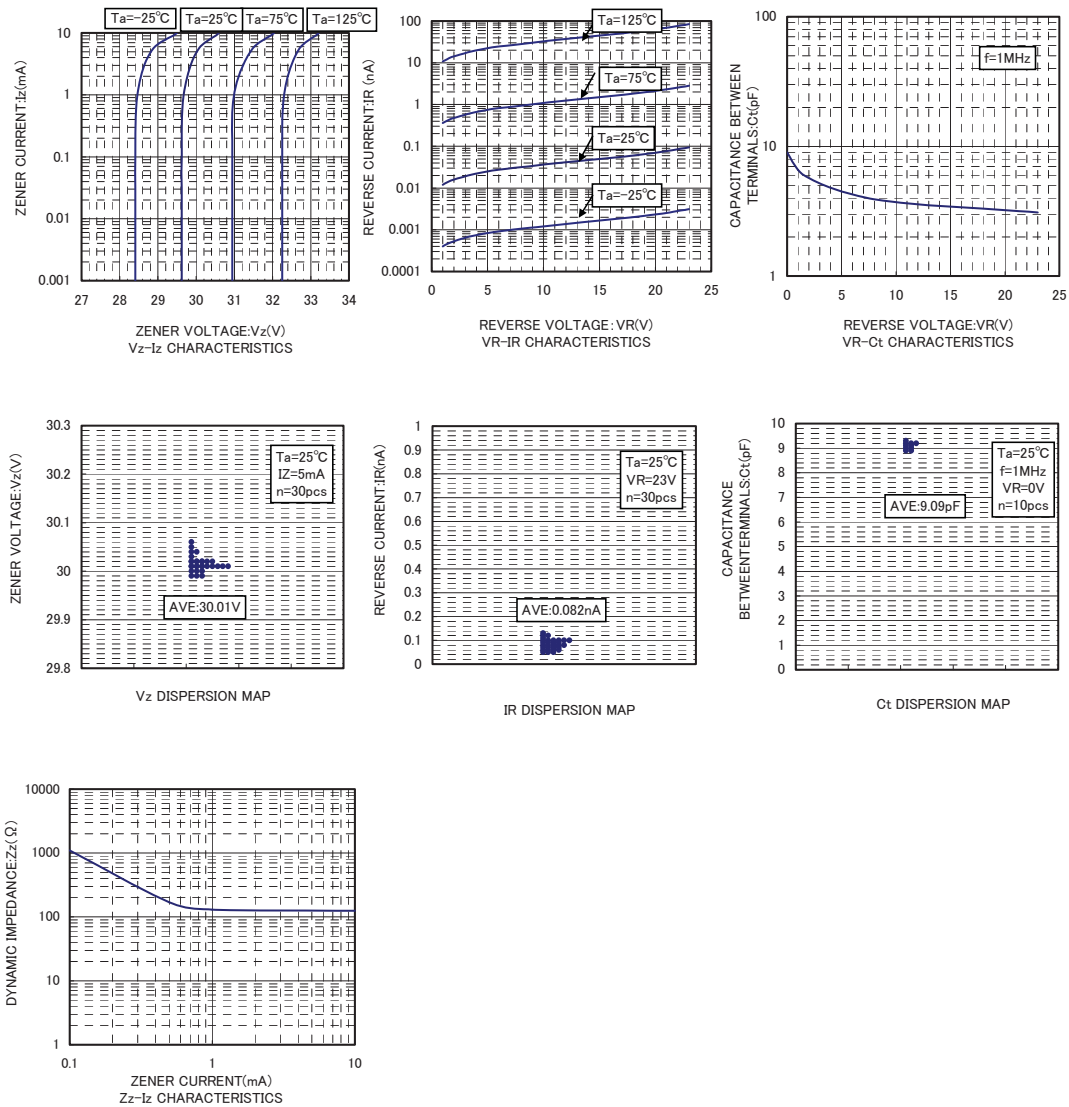 Ta=−25℃
Ta=25℃
Ta=75℃
Ta=125℃
10
1
0.1
0.01
0.001
ZENER CURRENT:Iz(mA)
27 28 29 30 31 32 33 34
ZENER VOLTAGE:Vz(V)
Vz−Iz CHARACTERISTICS
100
10
1
0.1
0.01
0.001
0.0001
REVERSE CURRENT:IR (nA)
Ta=125℃
Ta=75℃
Ta=25℃
Ta=−25℃
0 5 10 15 20 25
REVERSE VOLTAGE:VR(V)
VR−IR CHARACTERISTICS
100
10
1
CAPACITANCE BETWEEN
TERMINALS:Ct(pF)
f=1MHz
0 5 10 15 20 25
REVERSE VOLTAGE:VR(V)
VR−Ct CHARACTERISTICS
30.3
30.2
30.1
30
29.9
29.8
ZENER VOLTAGE:Vz(V)
Ta=25℃
IZ=5mA
n=30pcs
AVE:30.01V
Vz DISPERSION MAP
1
0.9
0.8
0.7
0.6
0.5
0.4
0.3
0.2
0.1
0
REVERSE CURRENT:IR(nA)
Ta=25℃
VR=23V
n=30pcs
AVE:0.082nA
IR DISPERSION MAP
10
9
8
7
6
5
4
3
2
1
0
CAPACITANCE
BETWEENTERMINALS:Ct(pF)
Ta=25℃
f=1MHz
VR=0V
n=10pcs
AVE:9.09pF
Ct DISPERSION MAP
10000
1000
100
10
1
DYNAMIC IMPEDANCE:Zz(Ω)
0.1 1 10
ZENER CURRENT(mA)
Zz−Iz CHARACTERISTICS